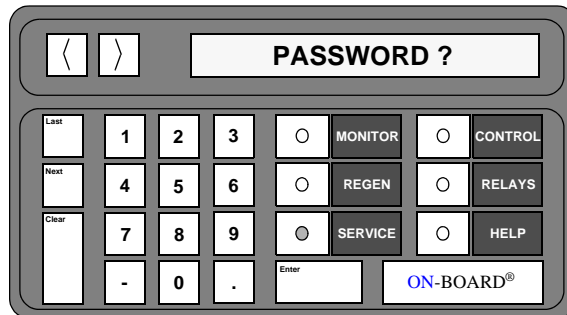 〈 〉 PASSWORD ?
Last 1 2 3 MONITOR CONTROL
Next 4 5 6 REGEN RELAYS
Clear 7 8 9 SERVICE HELP
- 0 . Enter ON-BOARD®